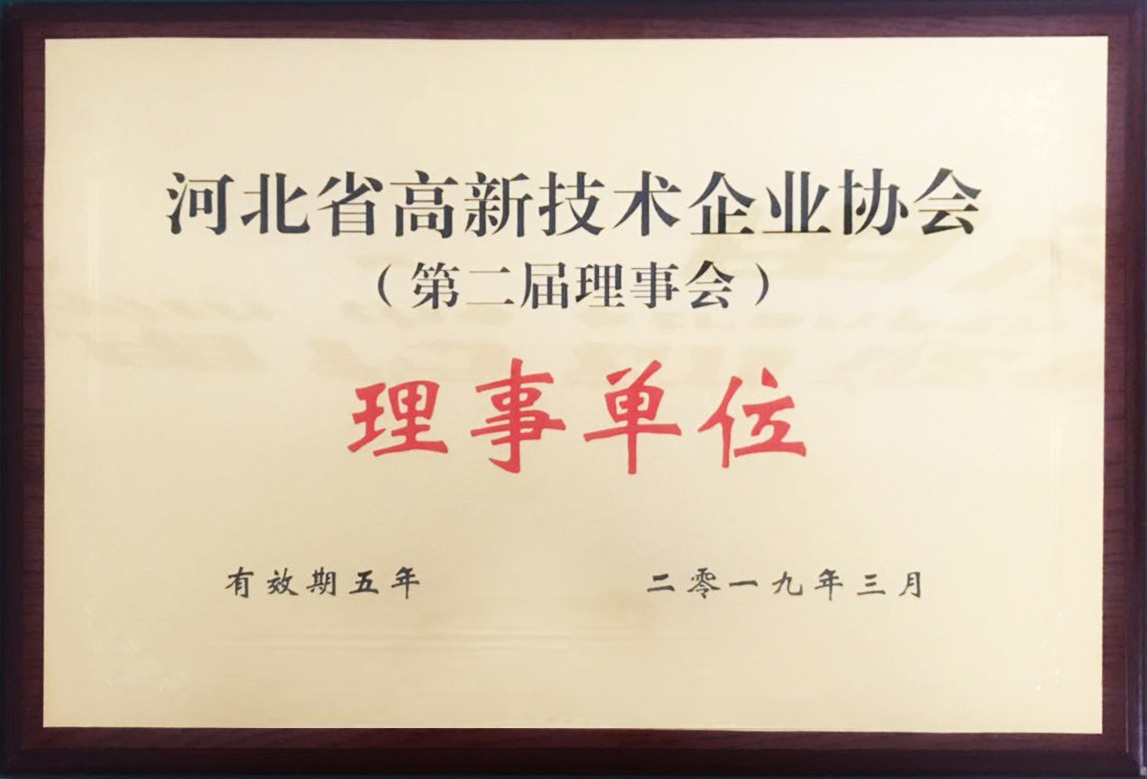 河北省高新技术企业协会
（第二届理事会）
理事单位
有效期五年 二零一九年三月